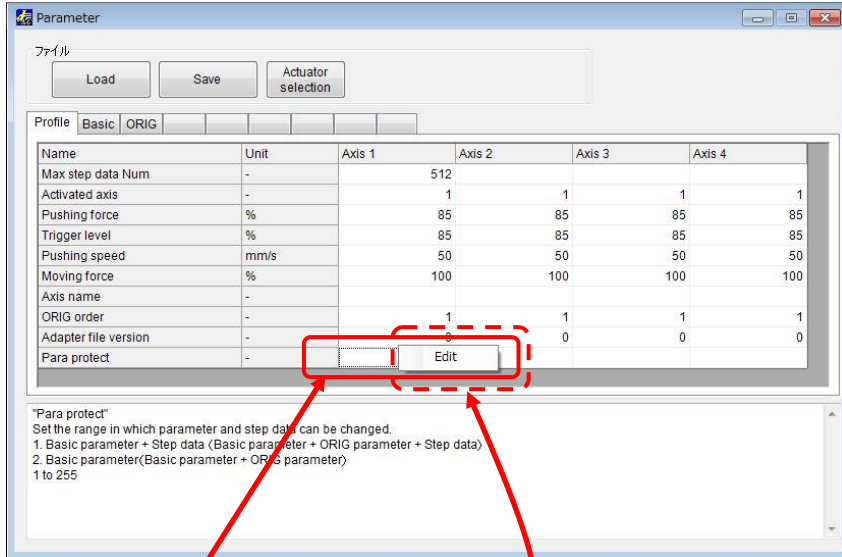 Parameter
ファイル
Load Save Actuator selection
Profile Basic ORIG
Name Unit Axis 1 Axis 2 Axis 3 Axis 4
Max step data Num - 512
Activated axis - 1 1 1 1
Pushing force % 85 85 85 85
Trigger level % 85 85 85 85
Pushing speed mm/s 50 50 50 50
Moving force % 100 100 100 100
Axis name -
ORIG order - 1 1 1 1
Adapter file version - 0 0 0 0
Para protect - Edit
"Para protect"
Set the range in which parameter and step data can be changed.
1. Basic parameter + Step data (Basic parameter + ORIG parameter + Step data)
2. Basic parameter(Basic parameter + ORIG parameter)
1 to 255